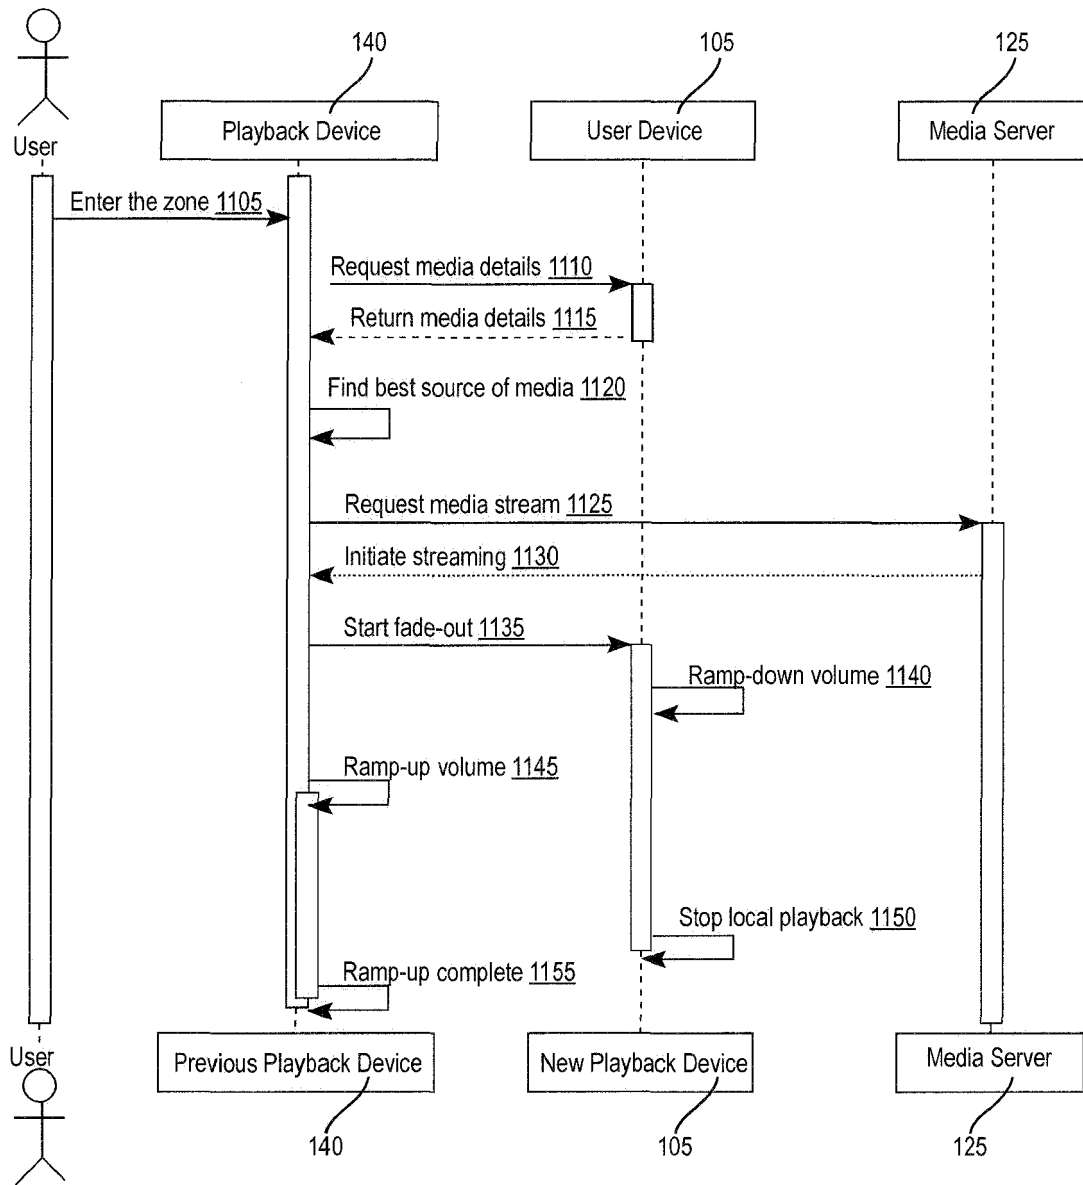 140
105
125
Playback Device
User Device
Media Server
User
Enter the zone 1105
Request media details 1110
Return media details 1115
Find best source of media 1120
Request media stream 1125
Initiate streaming 1130
Start fade-out 1135
Ramp-down volume 1140
Ramp-up volume 1145
Stop local playback 1150
Ramp-up complete 1155
User
Previous Playback Device
New Playback Device
Media Server
140
105
125